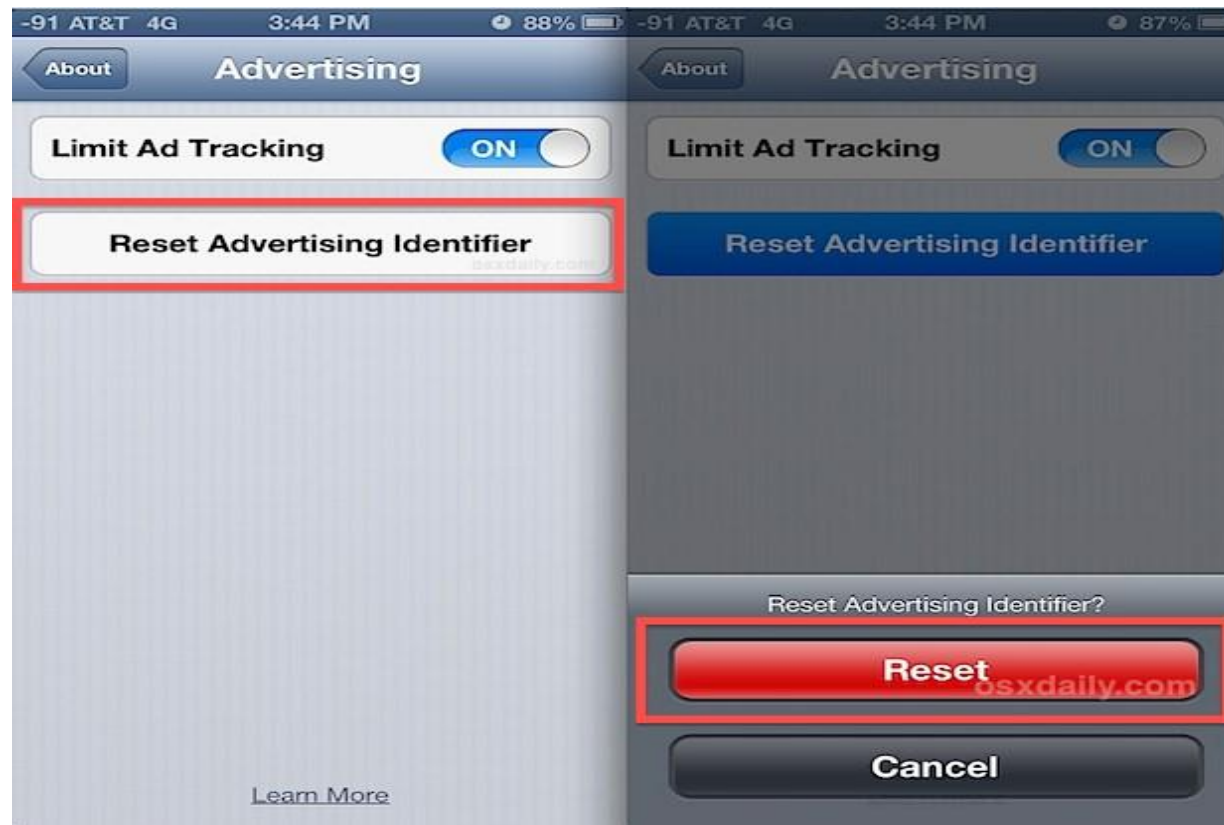 -91 AT&T 4G 3:44 PM 88%
About Advertising
Limit Ad Tracking ON
Reset Advertising Identifier
osxdaily.com
Learn More
-91 AT&T 4G 3:44 PM 87%
About Advertising
Limit Ad Tracking ON
Reset Advertising Identifier
Reset Advertising Identifier?
Reset
osxdaily.com
Cancel